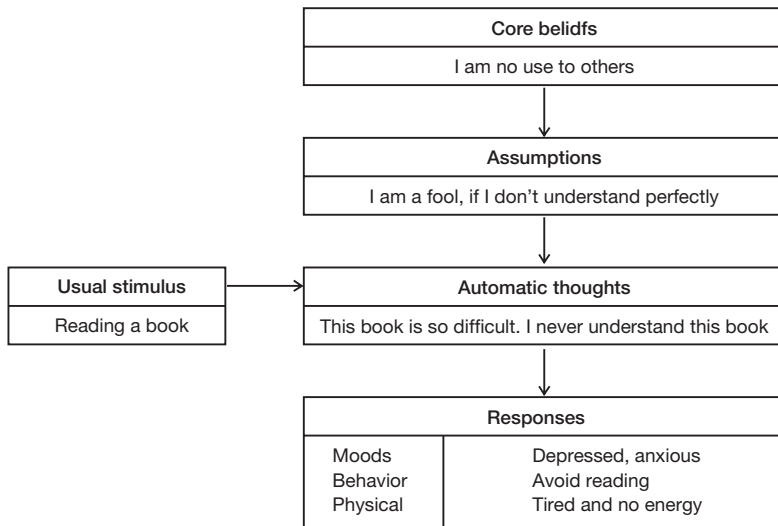 Core belidfs
I am no use to others
Assumptions
I am a fool, if I don't understand perfectly
Usual stimulus
Reading a book
Automatic thoughts
This book is so difficult. I never understand this book
Responses
Moods Depressed, anxious
Behavior Avoid reading
Physical Tired and no energy